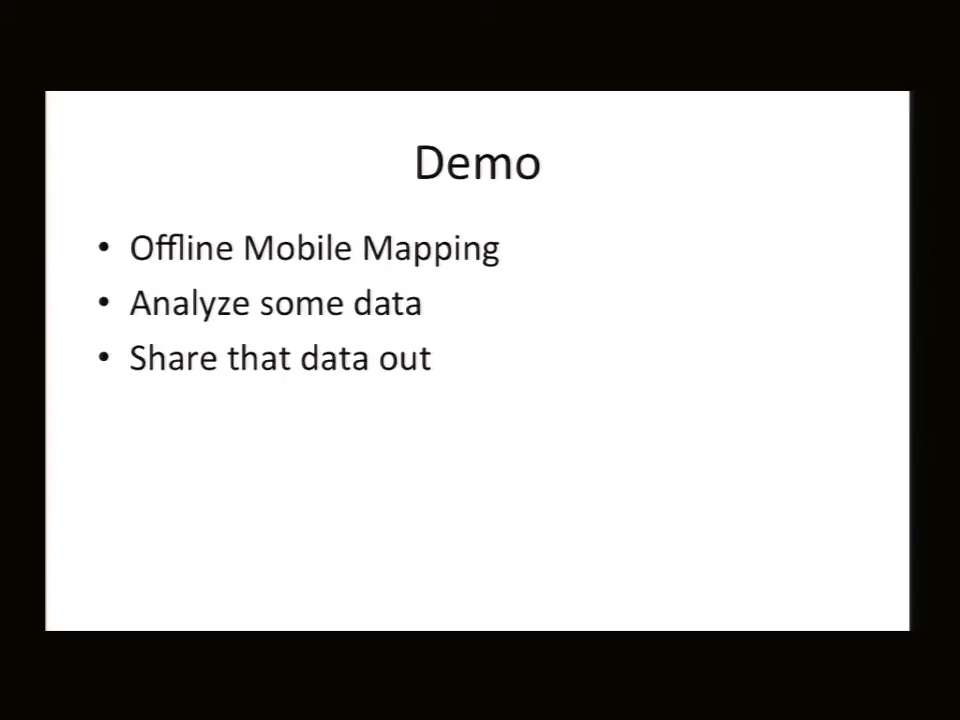 Demo
• Offline Mobile Mapping
• Analyze some data
• Share that data out